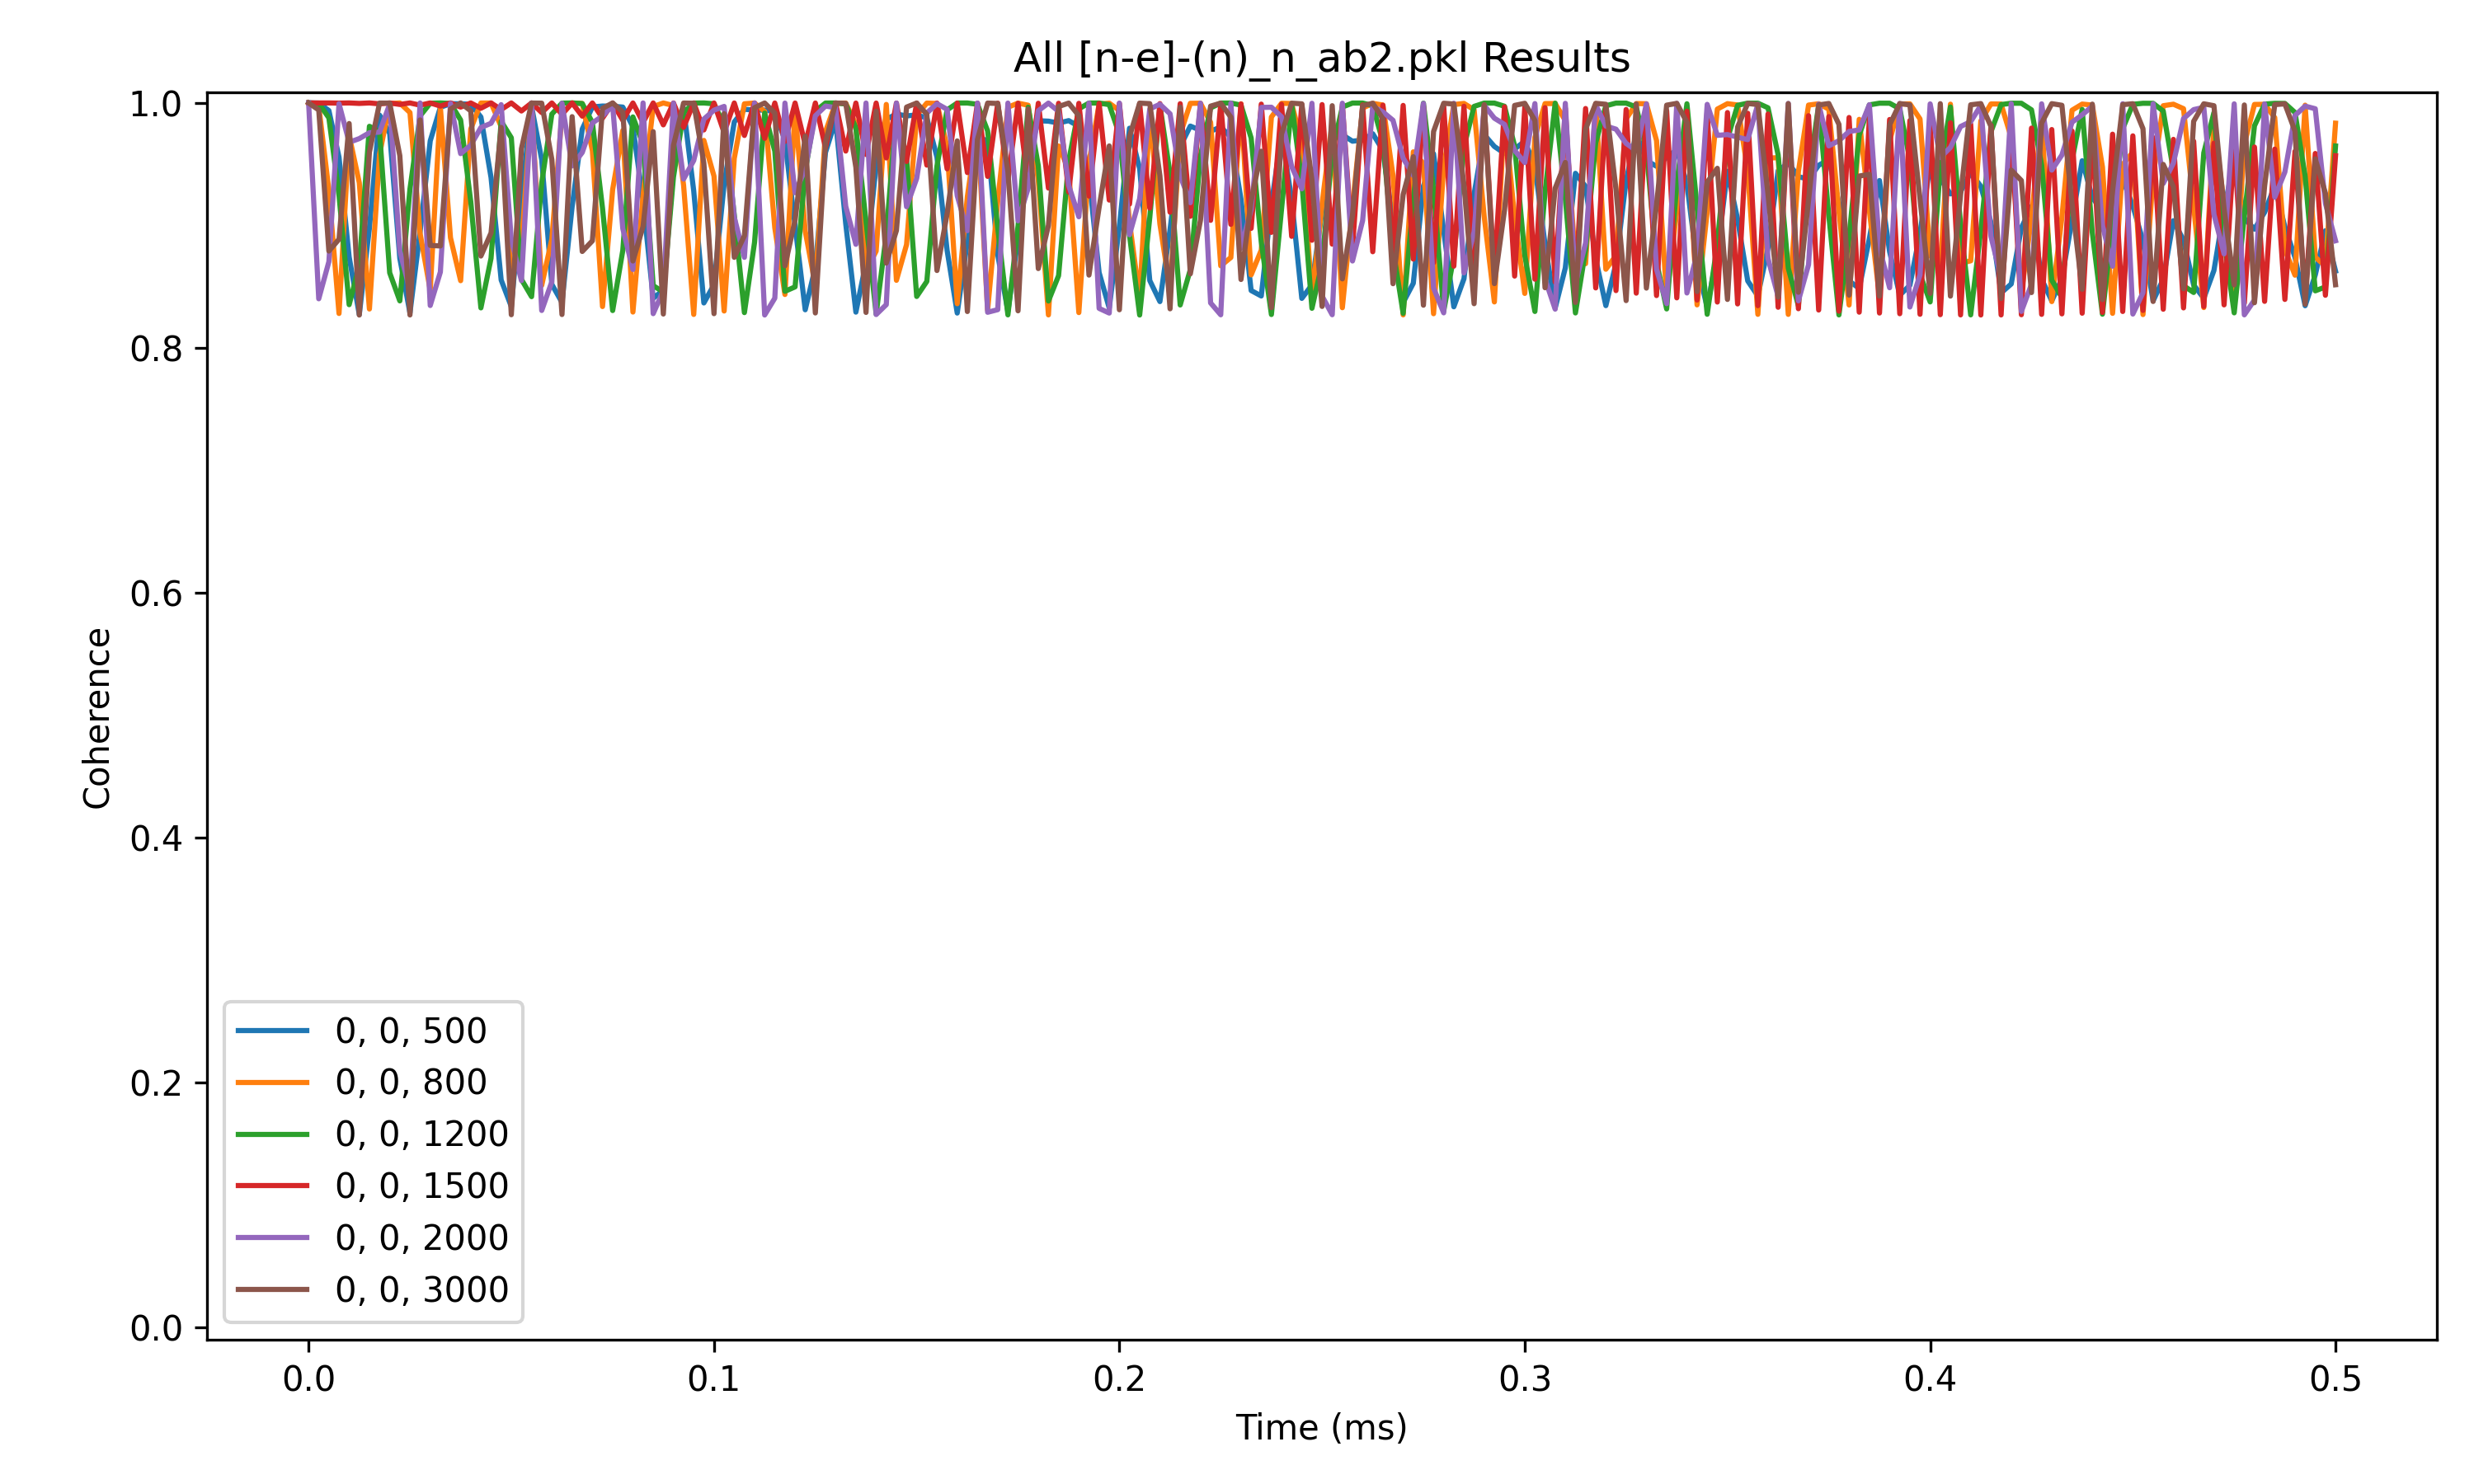 All [n-e]-(n)_n_ab2.pkl Results
Coherence
1.0
0.8
0.6
0.4
0.2
0.0
0, 0, 500
0, 0, 800
0, 0, 1200
0, 0, 1500
0, 0, 2000
0, 0, 3000
0.0 0.1 0.2 0.3 0.4 0.5
Time (ms)